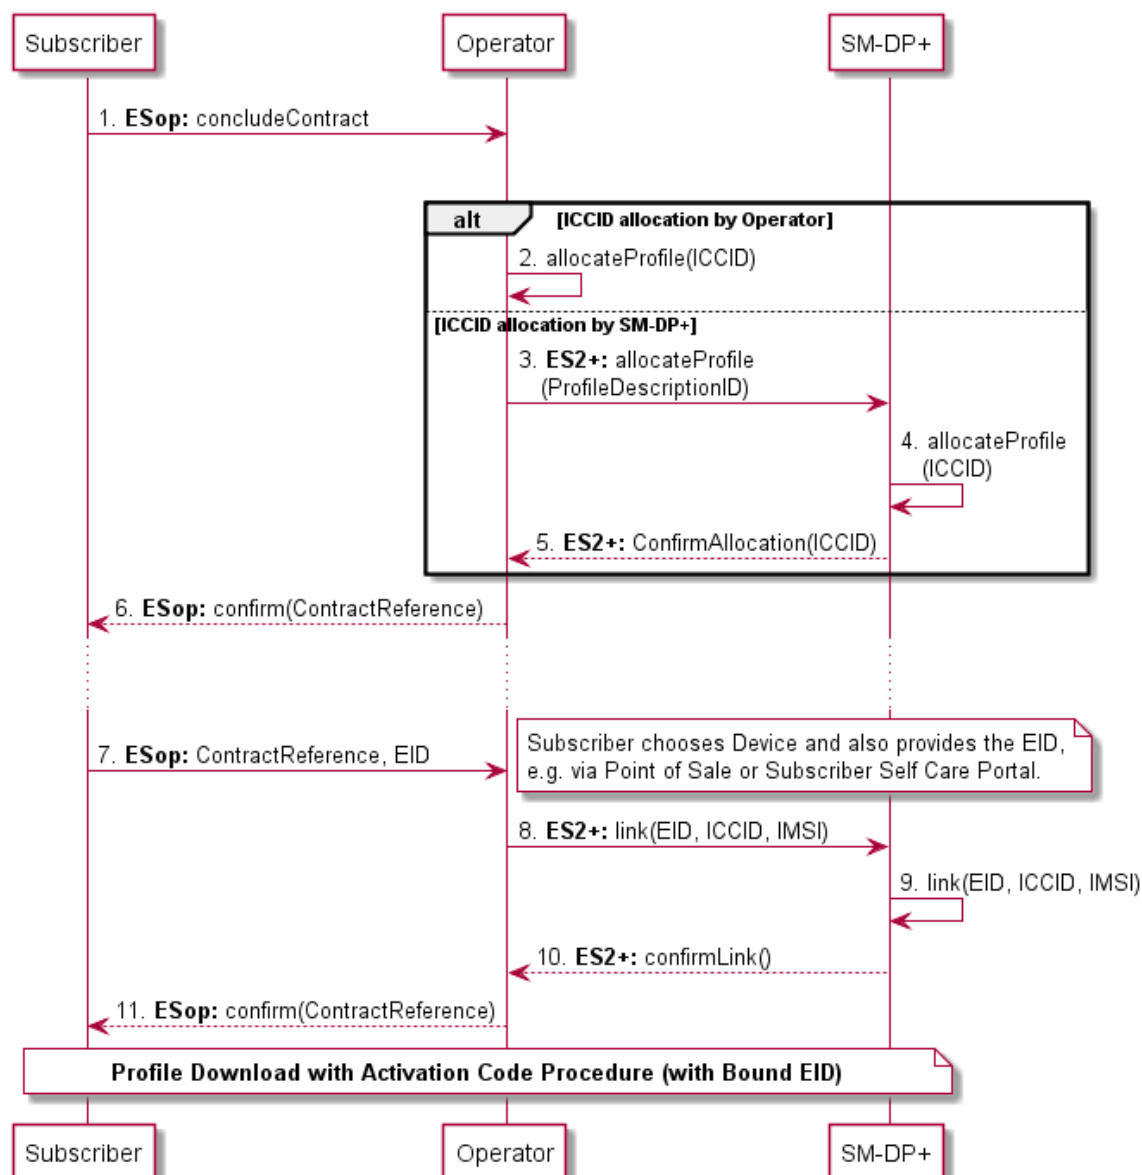 Subscriber
Operator
SM-DP+
1. ESop: concludeContract
alt
[ICCID allocation by Operator]
2. allocateProfile(ICCID)
[ICCID allocation by SM-DP+]
3. ES2+: allocateProfile
(ProfileDescriptionID)
4. allocateProfile
(ICCID)
5. ES2+: ConfirmAllocation(ICCID)
6. ESop: confirm(ContractReference)
7. ESop: ContractReference, EID
Subscriber chooses Device and also provides the EID,
e.g. via Point of Sale or Subscriber Self Care Portal.
8. ES2+: link(EID, ICCID, IMSI)
9. link(EID, ICCID, IMSI)
10. ES2+: confirmLink()
11. ESop: confirm(ContractReference)
Profile Download with Activation Code Procedure (with Bound EID)
Subscriber
Operator
SM-DP+